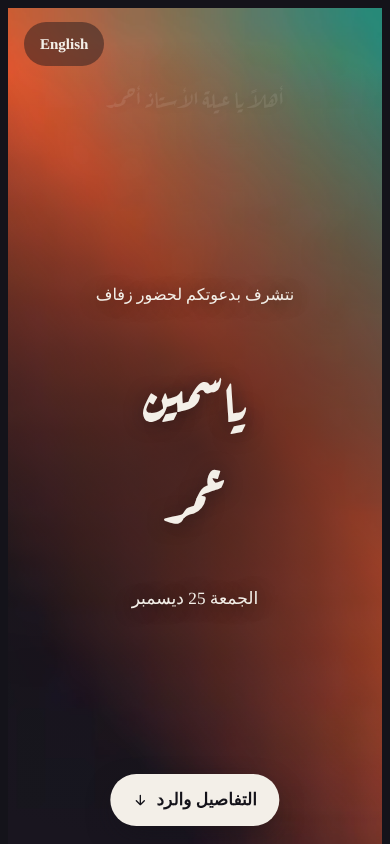 English
أهلاً يا عيلة الأستاذ أحمد
نتشرف بدعوتكم لحضور زفاف
ياسمين
عمر
الجمعة 25 ديسمبر
التفاصيل والرد ↓